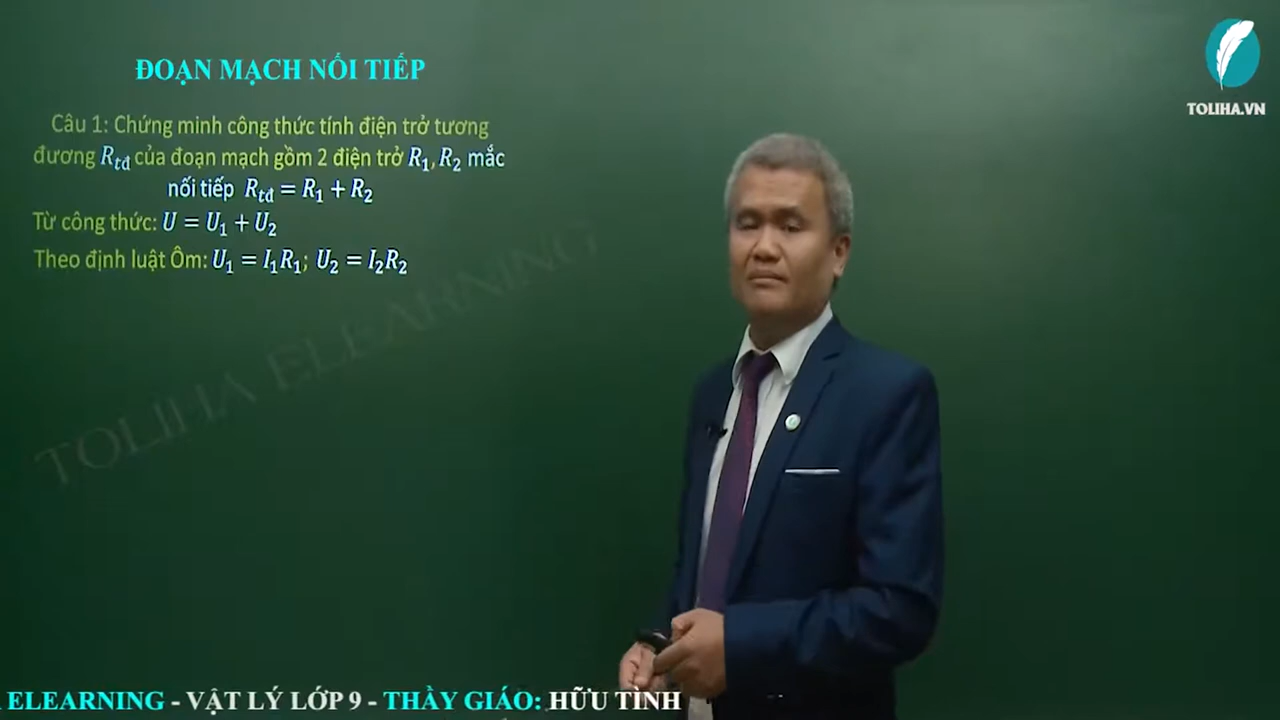 ĐOẠN MẠCH NỐI TIẾP
Câu 1: Chứng minh công thức tính điện trở tương
đương R_tđ của đoạn mạch gồm 2 điện trở R₁, R₂ mắc
nối tiếp R_tđ = R₁ + R₂
Từ công thức: U = U₁ + U₂
Theo định luật Ôm: U₁ = I₁R₁; U₂ = I₂R₂
TOLIHA.VN
TOLIHA ELEARNING
ELEARNING - VẬT LÝ LỚP 9 - THẦY GIÁO: HỮU TÌNH